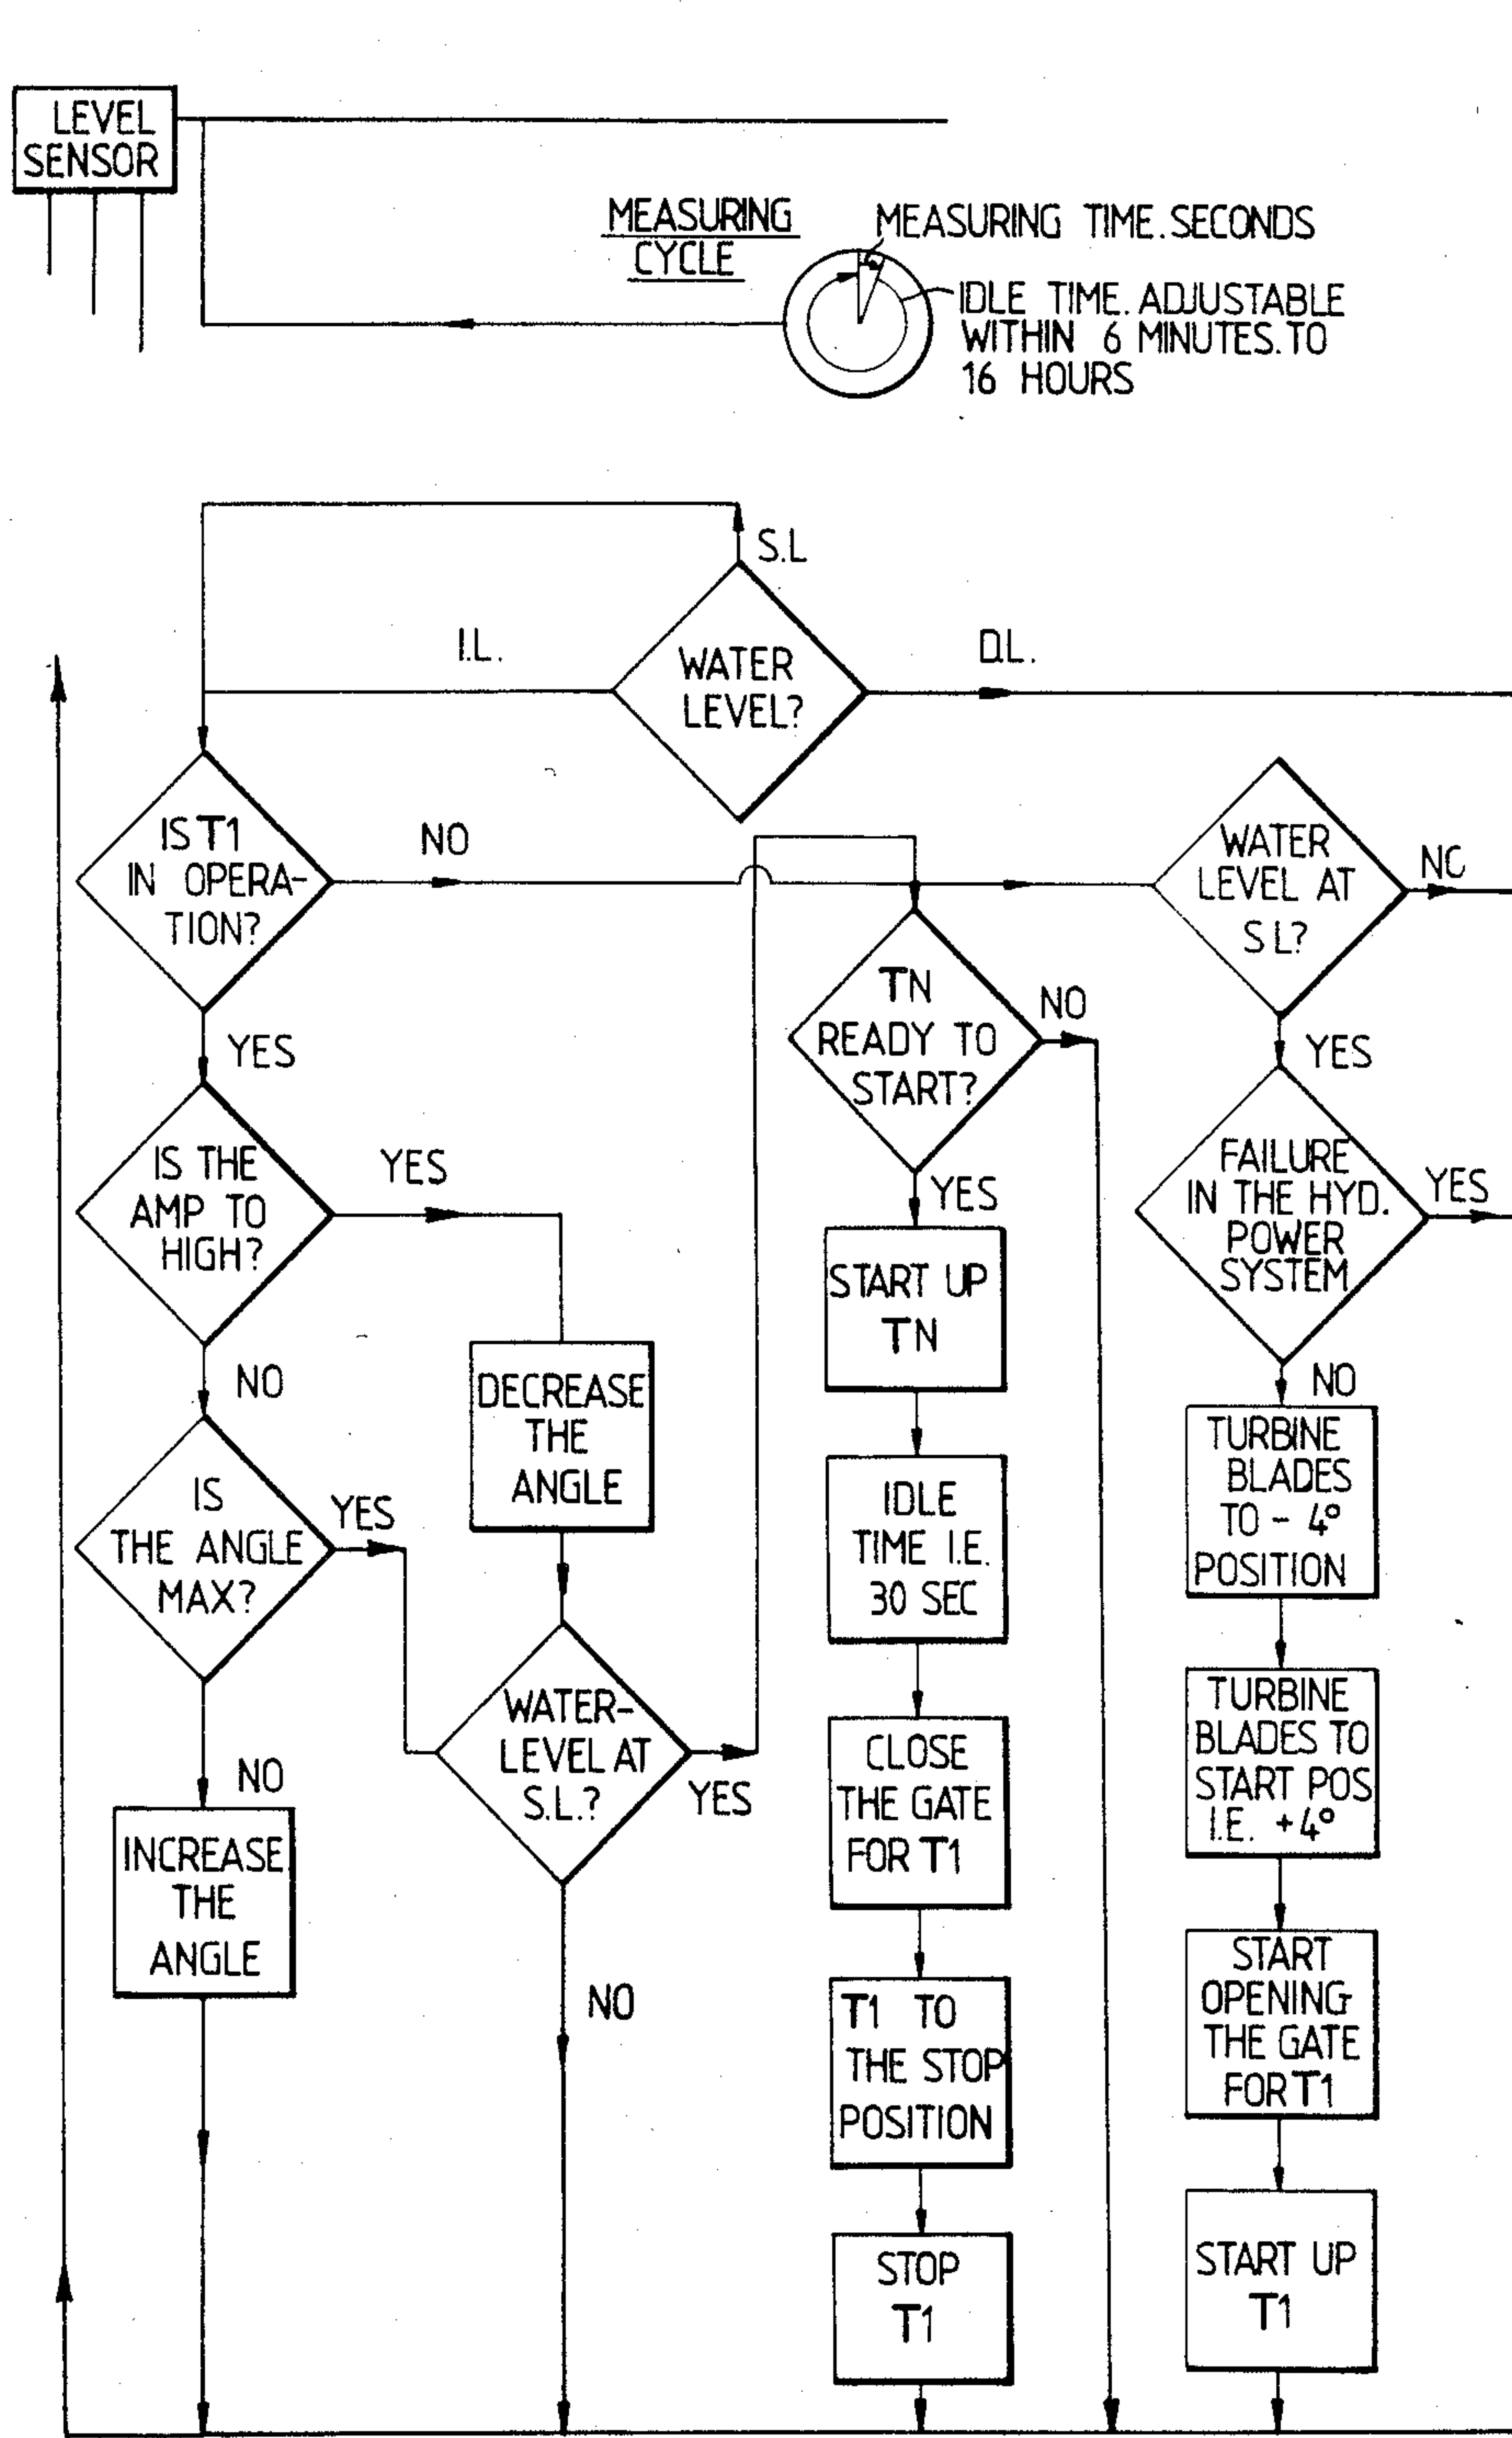 LEVEL
SENSOR
MEASURING
CYCLE
MEASURING TIME.SECONDS
IDLE TIME. ADJUSTABLE
WITHIN 6 MINUTES.TO
16 HOURS
S.L
I.L.
D.L.
WATER
LEVEL?
IS T1
IN OPERA-
TION?
NO
WATER
LEVEL AT
S L?
NO
YES
TN
READY TO
START?
NO
YES
YES
IS THE
AMP TO
HIGH?
YES
NO
FAILURE
IN THE HYD.
POWER
SYSTEM
YES
NO
START UP
TN
DECREASE
THE
ANGLE
IS
THE ANGLE
MAX?
YES
NO
IDLE
TIME I.E.
30 SEC
TURBINE
BLADES
TO - 4°
POSITION
WATER-
LEVEL AT
S.L.?
YES
NO
CLOSE
THE GATE
FOR T1
TURBINE
BLADES TO
START POS
I.E. +4°
INCREASE
THE
ANGLE
T1 TO
THE STOP
POSITION
START
OPENING
THE GATE
FOR T1
STOP
T1
START UP
T1